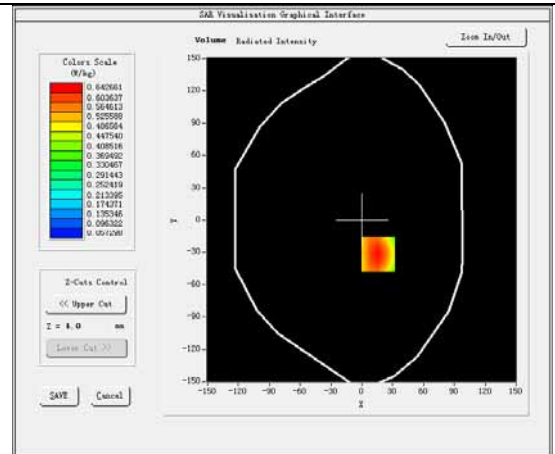 SAR Visualisation Graphical Interface
Volume Radiated Intensity
Zoom In/Out
Colors Scale
(W/kg)
0.642661
0.603637
0.564613
0.525588
0.486564
0.447540
0.408516
0.369492
0.330467
0.291443
0.252419
0.213395
0.174371
0.135346
0.096322
0.057298
150
120
90
60
30
0
-30
-60
-90
-120
-150
Y
-150 -120 -90 -60 -30 0 30 60 90 120 150
X
Z-Cuts Control
<< Upper Cut
Z = 4.0 mm
Lower Cut >>
SAVE Cancel